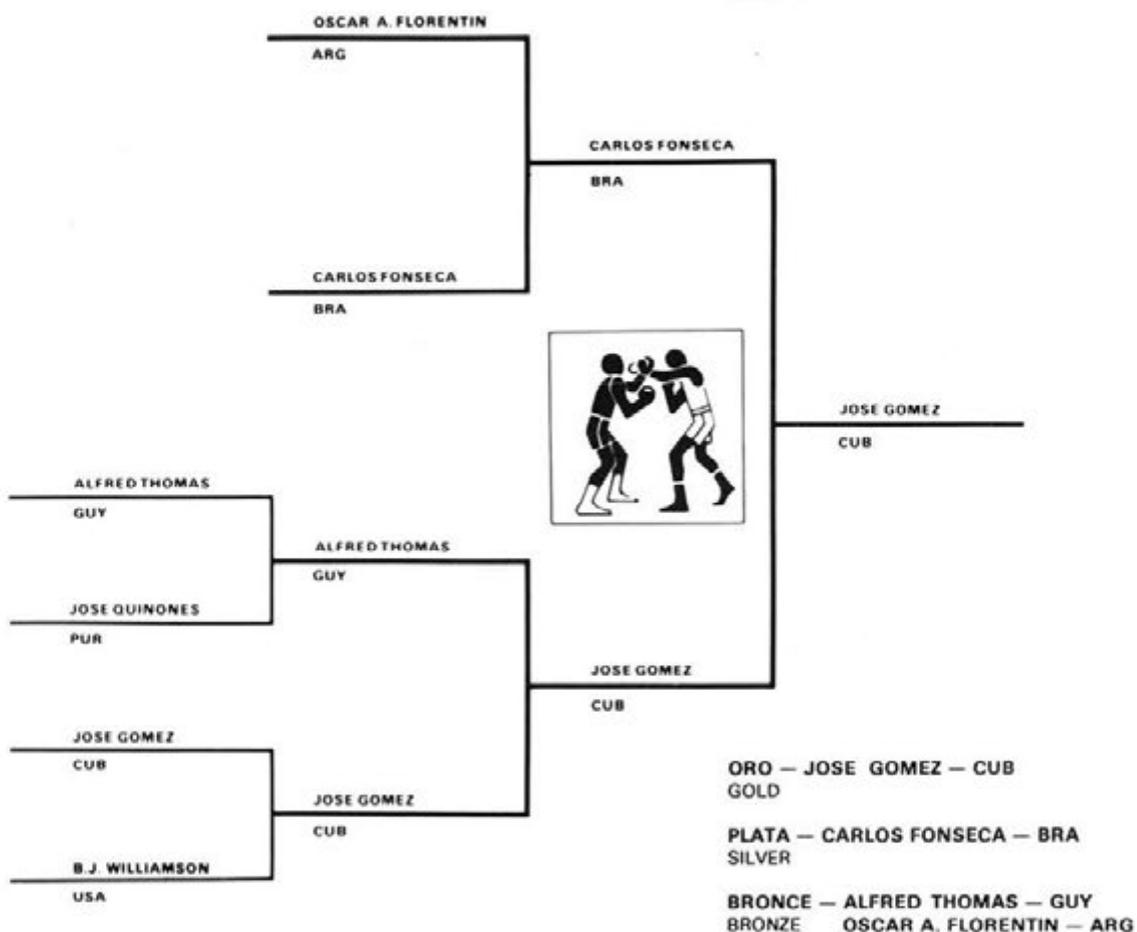 OSCAR A. FLORENTIN
ARG
CARLOS FONSECA
BRA
CARLOS FONSECA
BRA
JOSE GOMEZ
CUB
ALFRED THOMAS
GUY
ALFRED THOMAS
GUY
JOSE QUINONES
PUR
JOSE GOMEZ
CUB
JOSE GOMEZ
CUB
JOSE GOMEZ
CUB
B.J. WILLIAMSON
USA
ORO — JOSE GOMEZ — CUB
GOLD
PLATA — CARLOS FONSECA — BRA
SILVER
BRONCE — ALFRED THOMAS — GUY
BRONZE OSCAR A. FLORENTIN — ARG